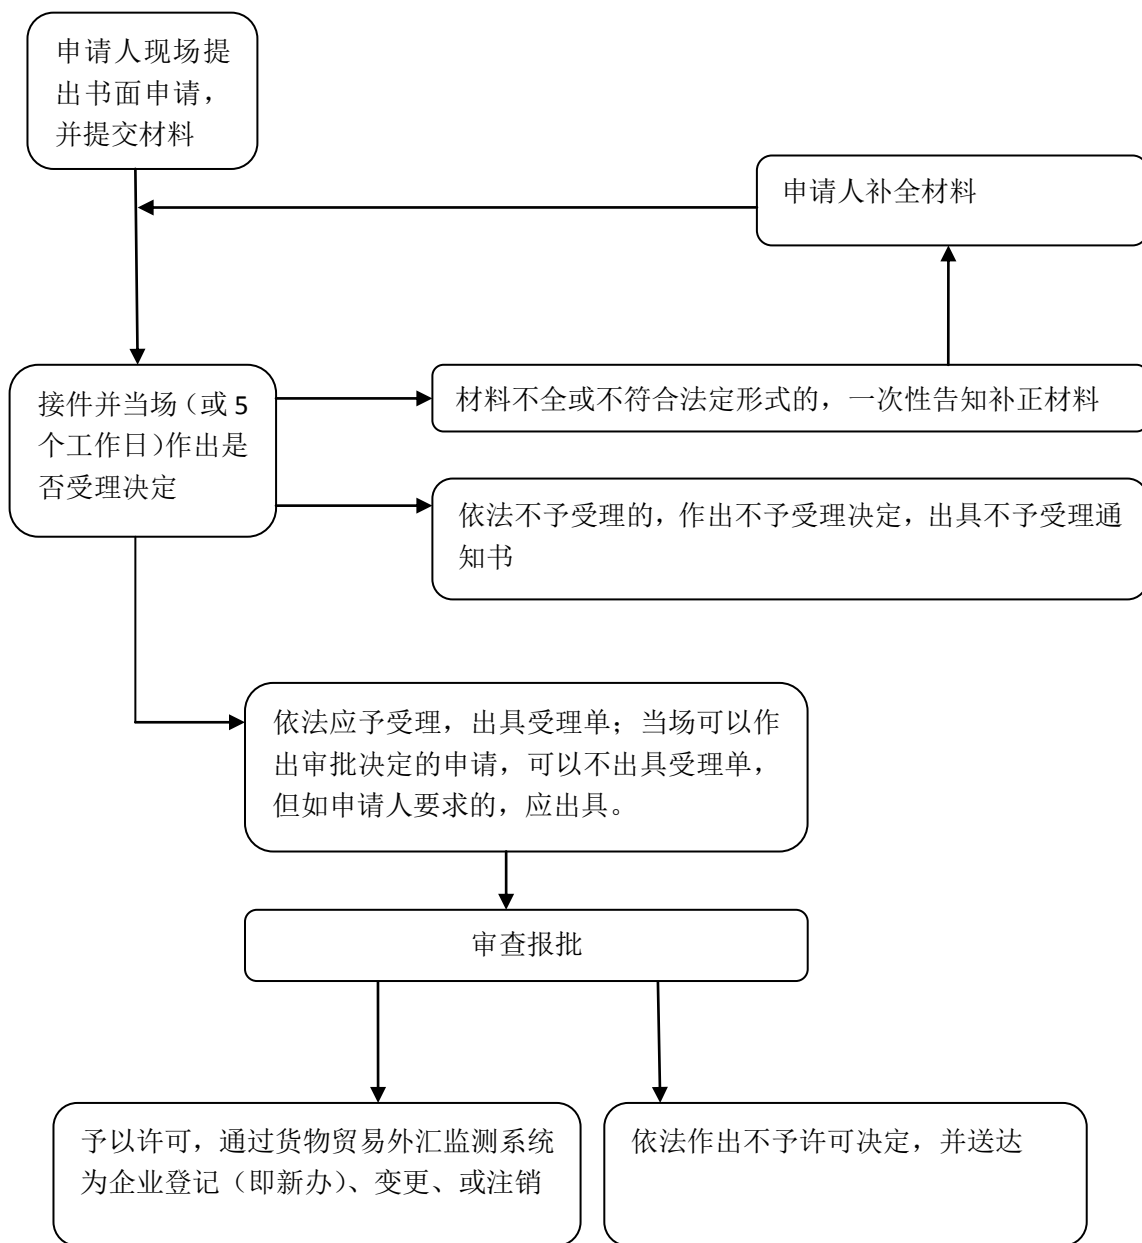 申请人现场提
出书面申请，
并提交材料
申请人补全材料
接件并当场（或 5
个工作日）作出是
否受理决定
材料不全或不符合法定形式的，一次性告知补正材料
依法不予受理的，作出不予受理决定，出具不予受理通
知书
依法应予受理，出具受理单；当场可以作
出审批决定的申请，可以不出具受理单，
但如申请人要求的，应出具。
审查报批
予以许可，通过货物贸易外汇监测系统
为企业登记（即新办）、变更、或注销
依法作出不予许可决定，并送达